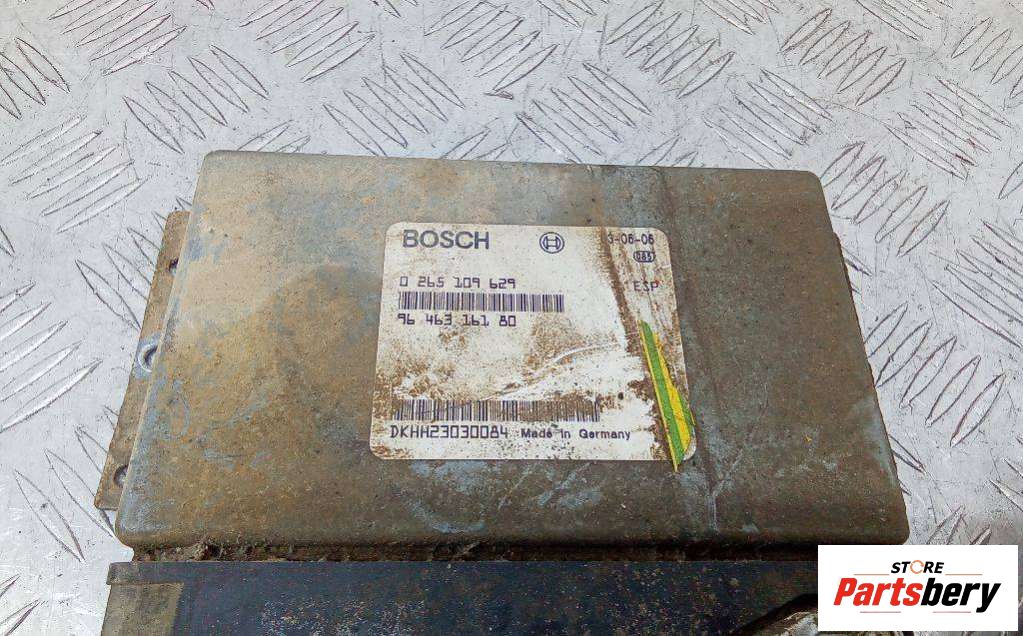 BOSCH
3-06-06
0 265 109 629
ESP
96 463 161 80
DKHH23030084 Made in Germany
STORE
Partsbery